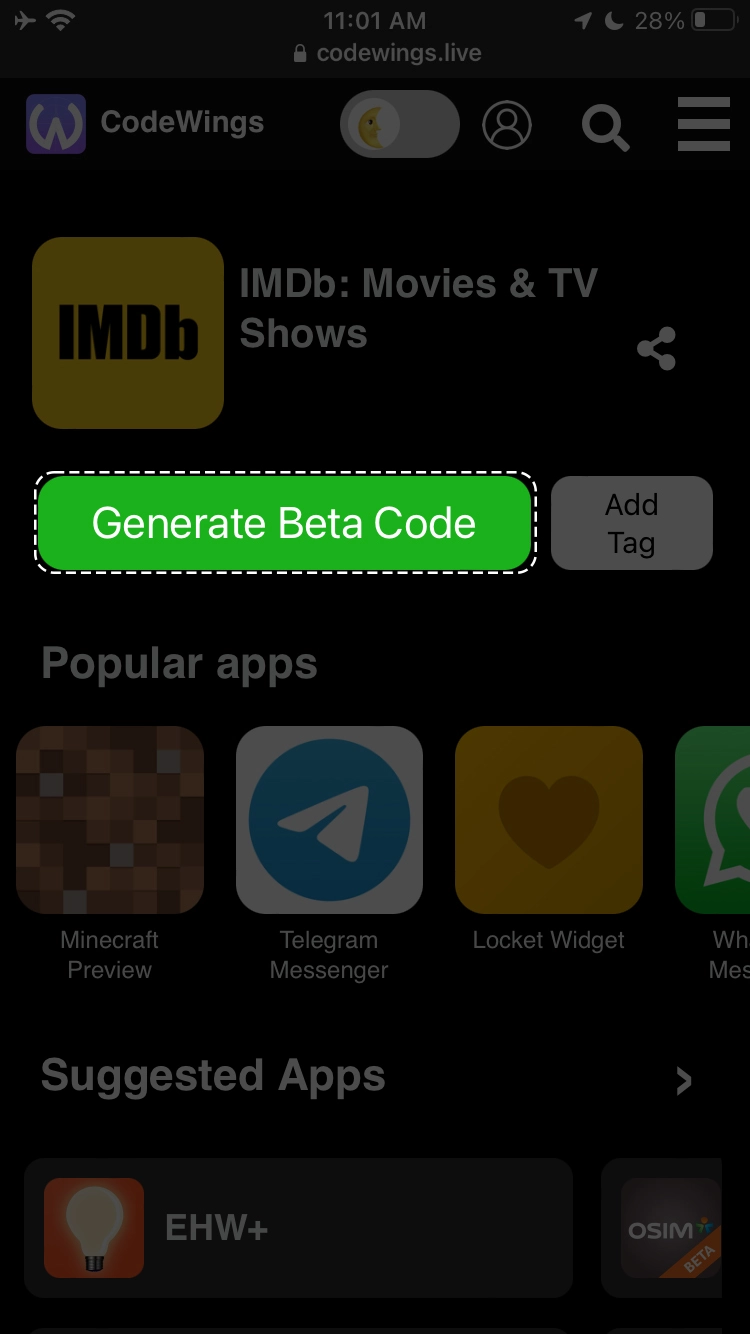 11:01 AM
28%
codewings.live
CodeWings
IMDb
IMDb: Movies & TV
Shows
Generate Beta Code
Add
Tag
Popular apps
Minecraft
Preview
Telegram
Messenger
Locket Widget
Wh
Mes
Suggested Apps
EHW+
OSIM
BETA